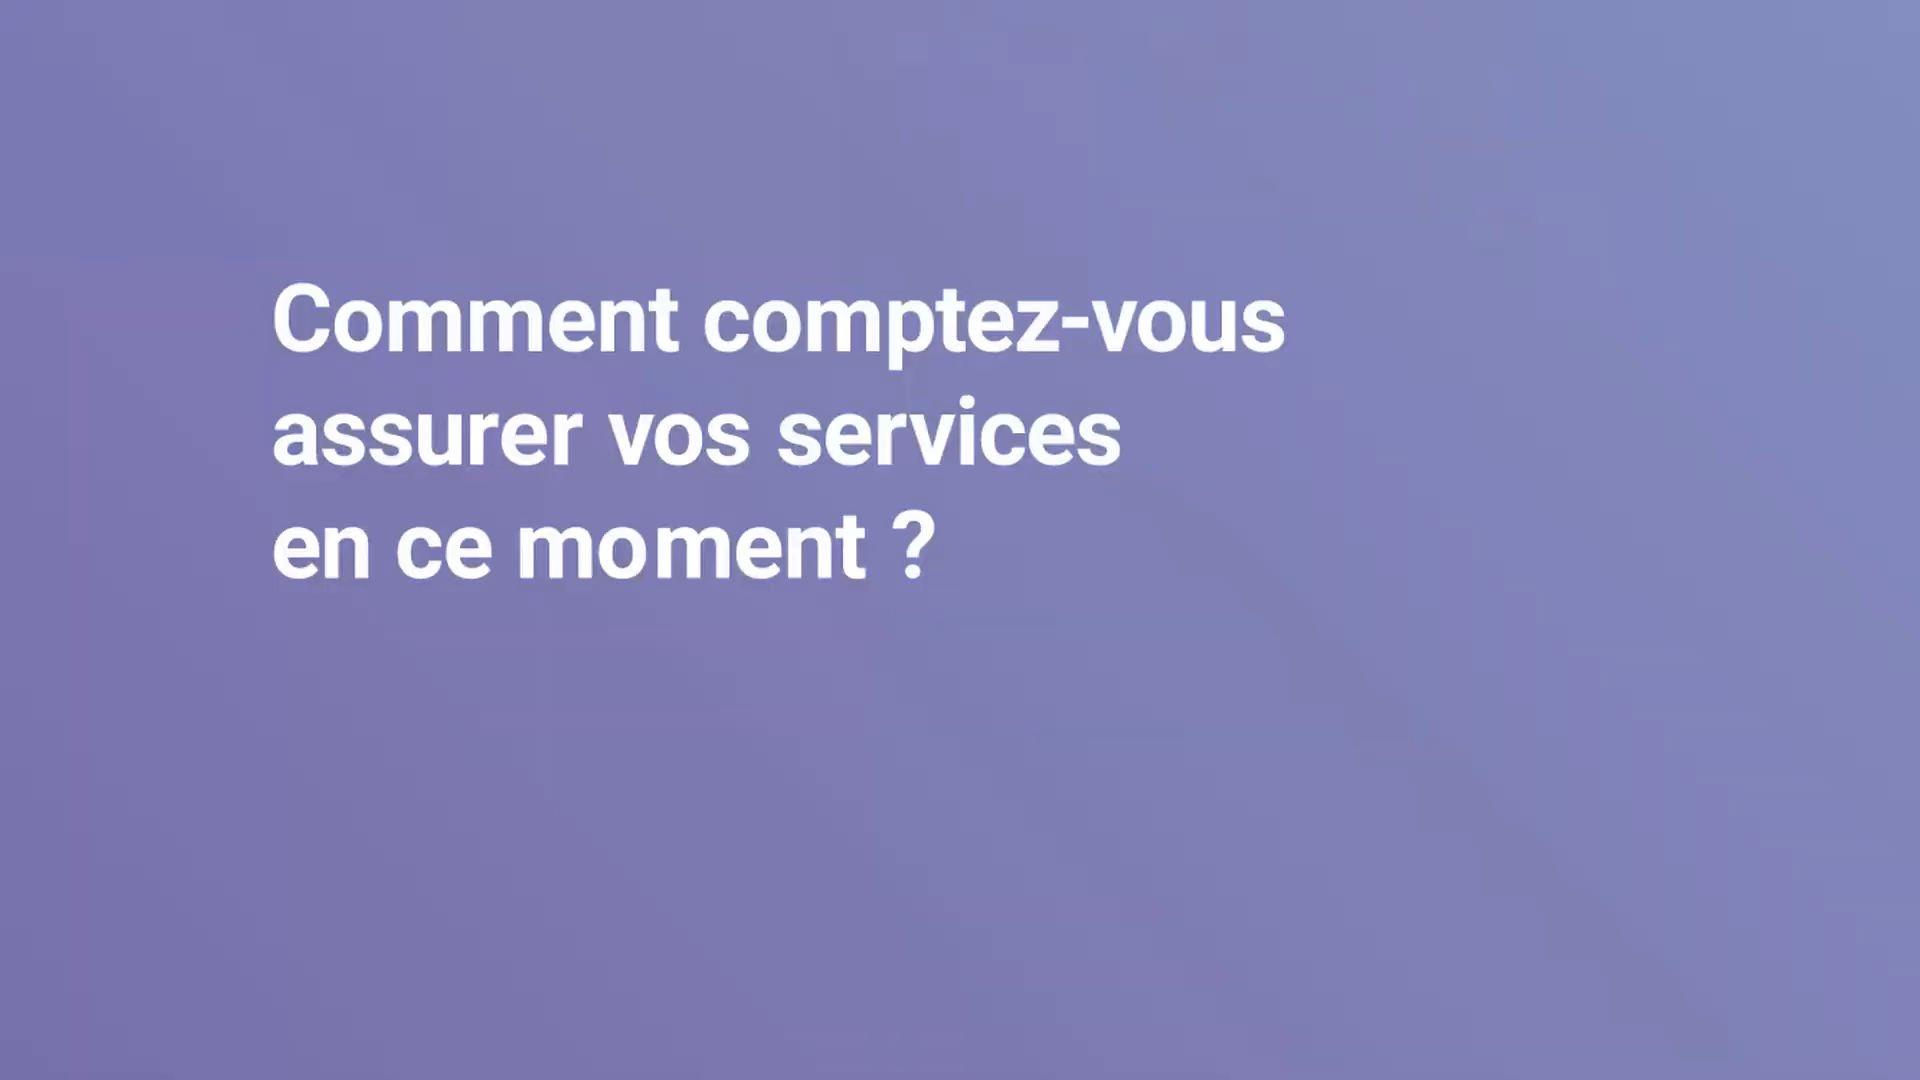 Comment comptez-vous
assurer vos services
en ce moment ?